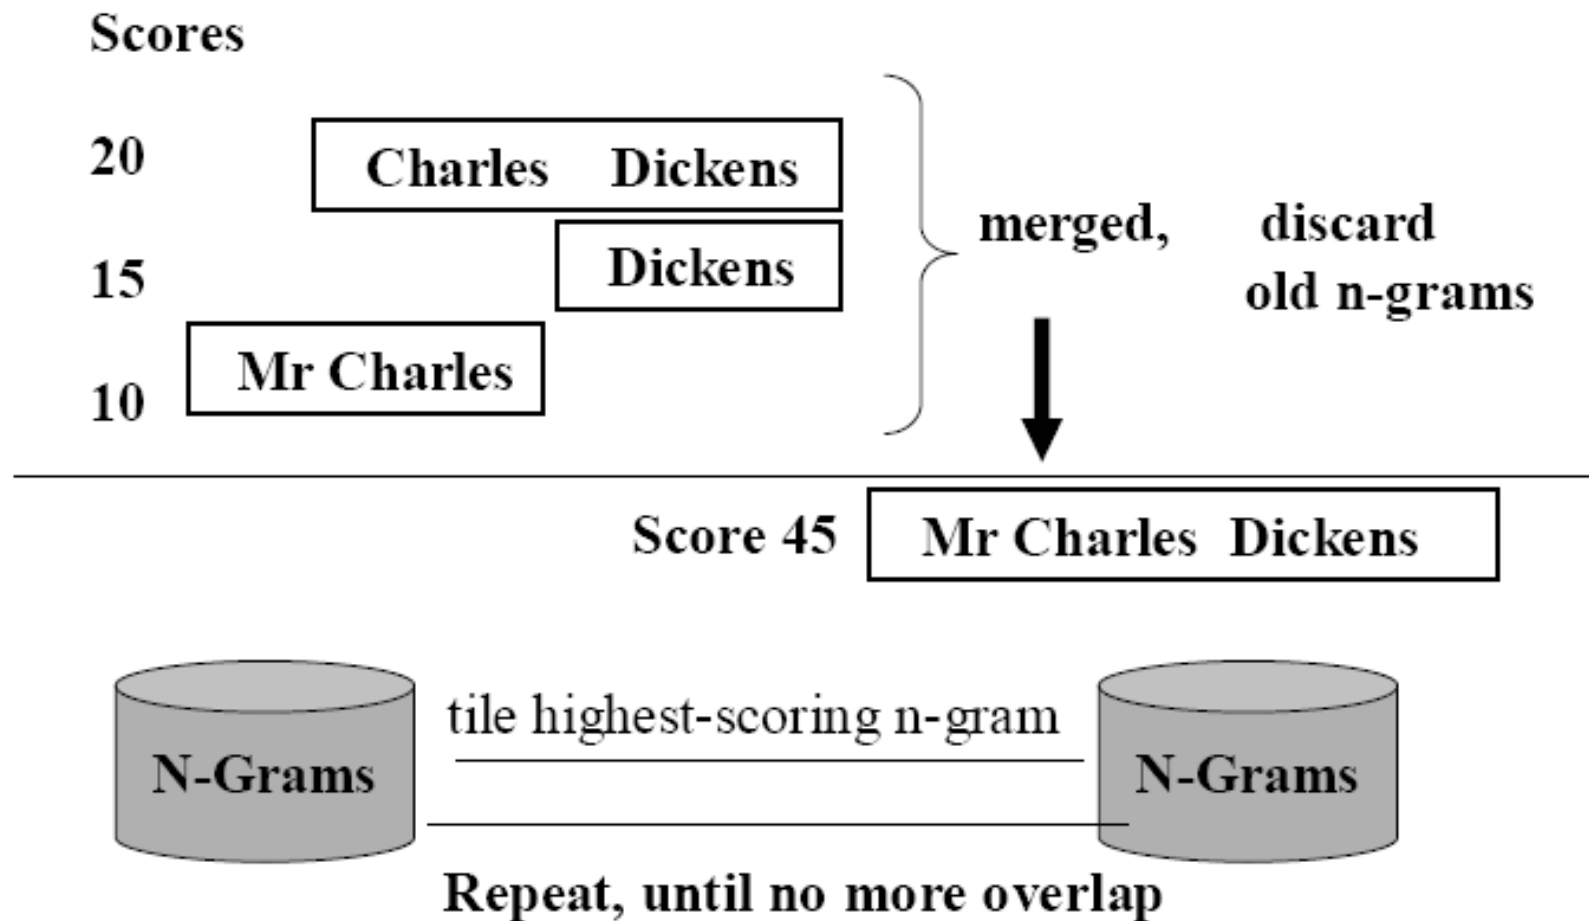 Scores
20 Charles Dickens
15 Dickens
10 Mr Charles
merged, discard
old n-grams
Score 45 Mr Charles Dickens
tile highest-scoring n-gram
N-Grams N-Grams
Repeat, until no more overlap